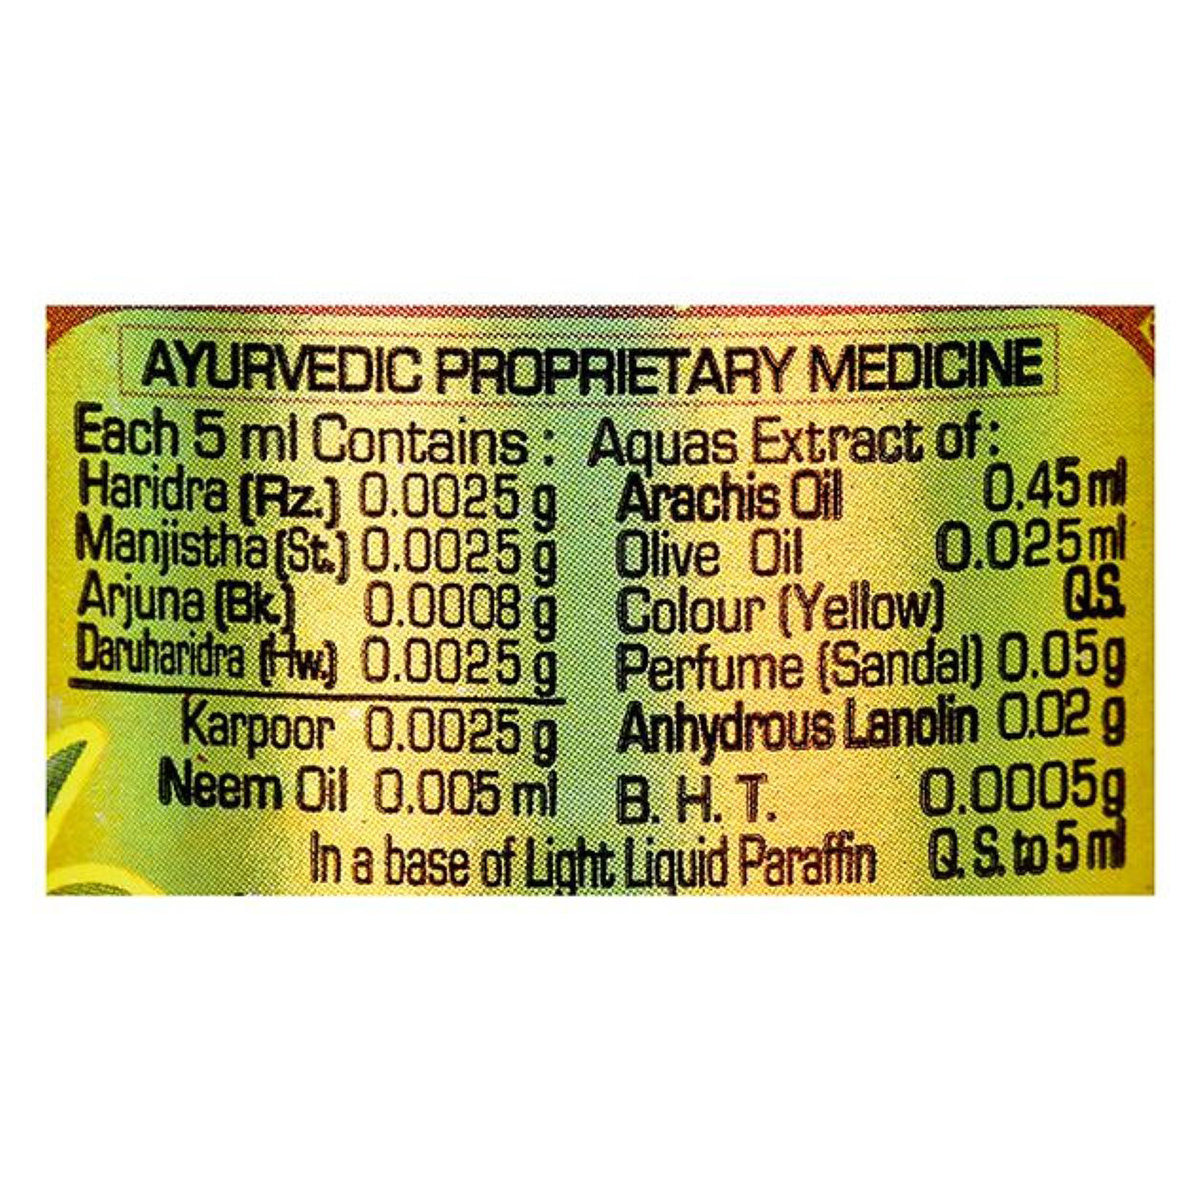 AYURVEDIC PROPRIETARY MEDICINE
Each 5 ml Contains : Aquas Extract of :
Haridra (Rz.) 0.0025 g
Manjistha (St.) 0.0025 g
Arjuna (Bk.) 0.0008 g
Daruharidra (Hw.) 0.0025 g
Karpoor 0.0025 g
Neem Oil 0.005 ml
Arachis Oil 0.45 ml
Olive Oil 0.025 ml
Colour (Yellow) Q.S.
Perfume (Sandal) 0.05g
Anhydrous Lanolin 0.02 g
B. H. T. 0.0005g
In a base of Light Liquid Paraffin Q. S. to 5 ml